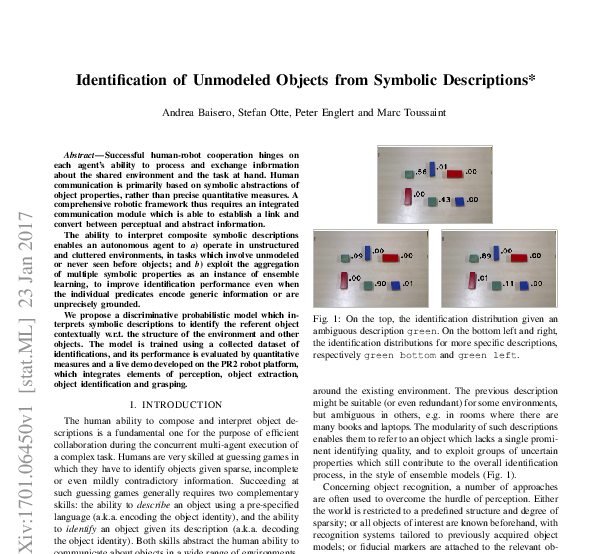 Identification of Unmodeled Objects from Symbolic Descriptions*
Andrea Baisero, Stefan Otte, Peter Englert and Marc Toussaint
Xiv:1701.06450v1 [stat.ML] 23 Jan 2017
Abstract—Successful human-robot cooperation hinges on
each agent's ability to process and exchange information
about the shared environment and the task at hand. Human
communication is primarily based on symbolic abstractions of
object properties, rather than precise quantitative measures. A
comprehensive robotic framework thus requires an integrated
communication module which is able to establish a link and
convert between perceptual and abstract information.
The ability to interpret composite symbolic descriptions
enables an autonomous agent to a) operate in unstructured
and cluttered environments, in tasks which involve unmodeled
or never seen before objects; and b) exploit the aggregation
of multiple symbolic properties as an instance of ensemble
learning, to improve identification performance even when
the individual predicates encode generic information or are
unprecisely grounded.
We propose a discriminative probabilistic model which in-
terprets symbolic descriptions to identify the referent object
contextually w.r.t. the structure of the environment and other
objects. The model is trained using a collected dataset of
identifications, and its performance is evaluated by quantitative
measures and a live demo developed on the PR2 robot platform,
which integrates elements of perception, object extraction,
object identification and grasping.
I. INTRODUCTION
The human ability to compose and interpret object de-
scriptions is a fundamental one for the purpose of efficient
collaboration during the concurrent multi-agent execution of
a complex task. Humans are very skilled at guessing games in
which they have to identify objects given sparse, incomplete
or even mildly contradictory information. Succeeding at
such guessing games generally requires two complementary
skills: the ability to describe an object using a pre-specified
language (a.k.a. encoding the object identity), and the ability
to identify an object given its description (a.k.a. decoding
the object identity). Both skills abstract the human ability to
communicate about objects in a wide range of environments,
.56 .01 .00
.00 .43 .00
.09 .00 .00
.00 .90 .01
.89 .00 .00
.01 .11 .00
Fig. 1: On the top, the identification distribution given an
ambiguous description green. On the bottom left and right,
the identification distributions for more specific descriptions,
respectively green bottom and green left.
around the existing environment. The previous description
might be suitable (or even redundant) for some environments,
but ambiguous in others, e.g. in rooms where there are
many books and laptops. The modularity of such descriptions
enables them to refer to an object which lacks a single promi-
nent identifying quality, and to exploit groups of uncertain
properties which still contribute to the overall identification
process, in the style of ensemble models (Fig. 1).
Concerning object recognition, a number of approaches
are often used to overcome the hurdle of perception. Either
the world is restricted to a predefined structure and degree of
sparsity; or all objects of interest are known beforehand, with
recognition systems tailored to previously acquired object
models; or fiducial markers are attached to the relevant ob-